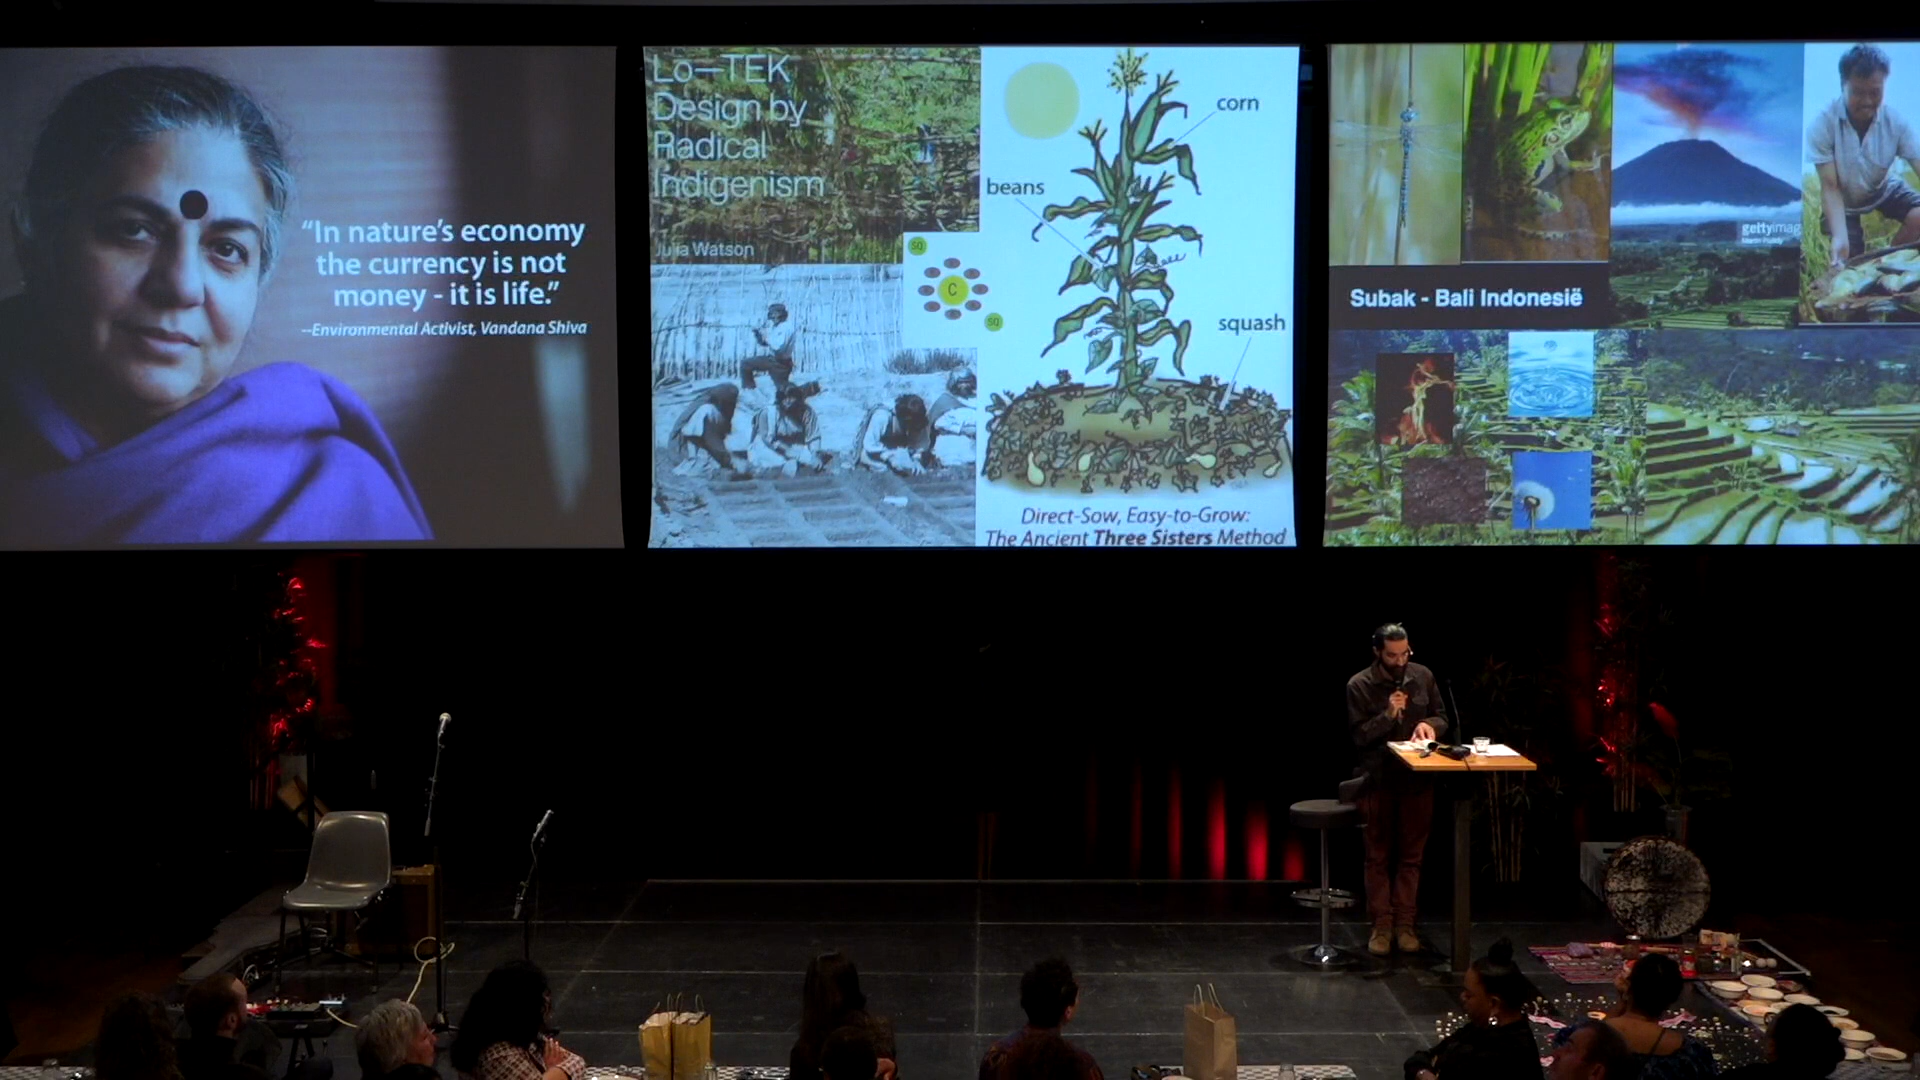 “In nature's economy
the currency is not
money - it is life.”
--Environmental Activist, Vandana Shiva
Lo—TEK
Design by
Radical
Indigenism
Julia Watson
SQ
C
SQ
corn
beans
squash
Direct-Sow, Easy-to-Grow:
The Ancient Three Sisters Method
gettyimag
Subak - Bali Indonesië